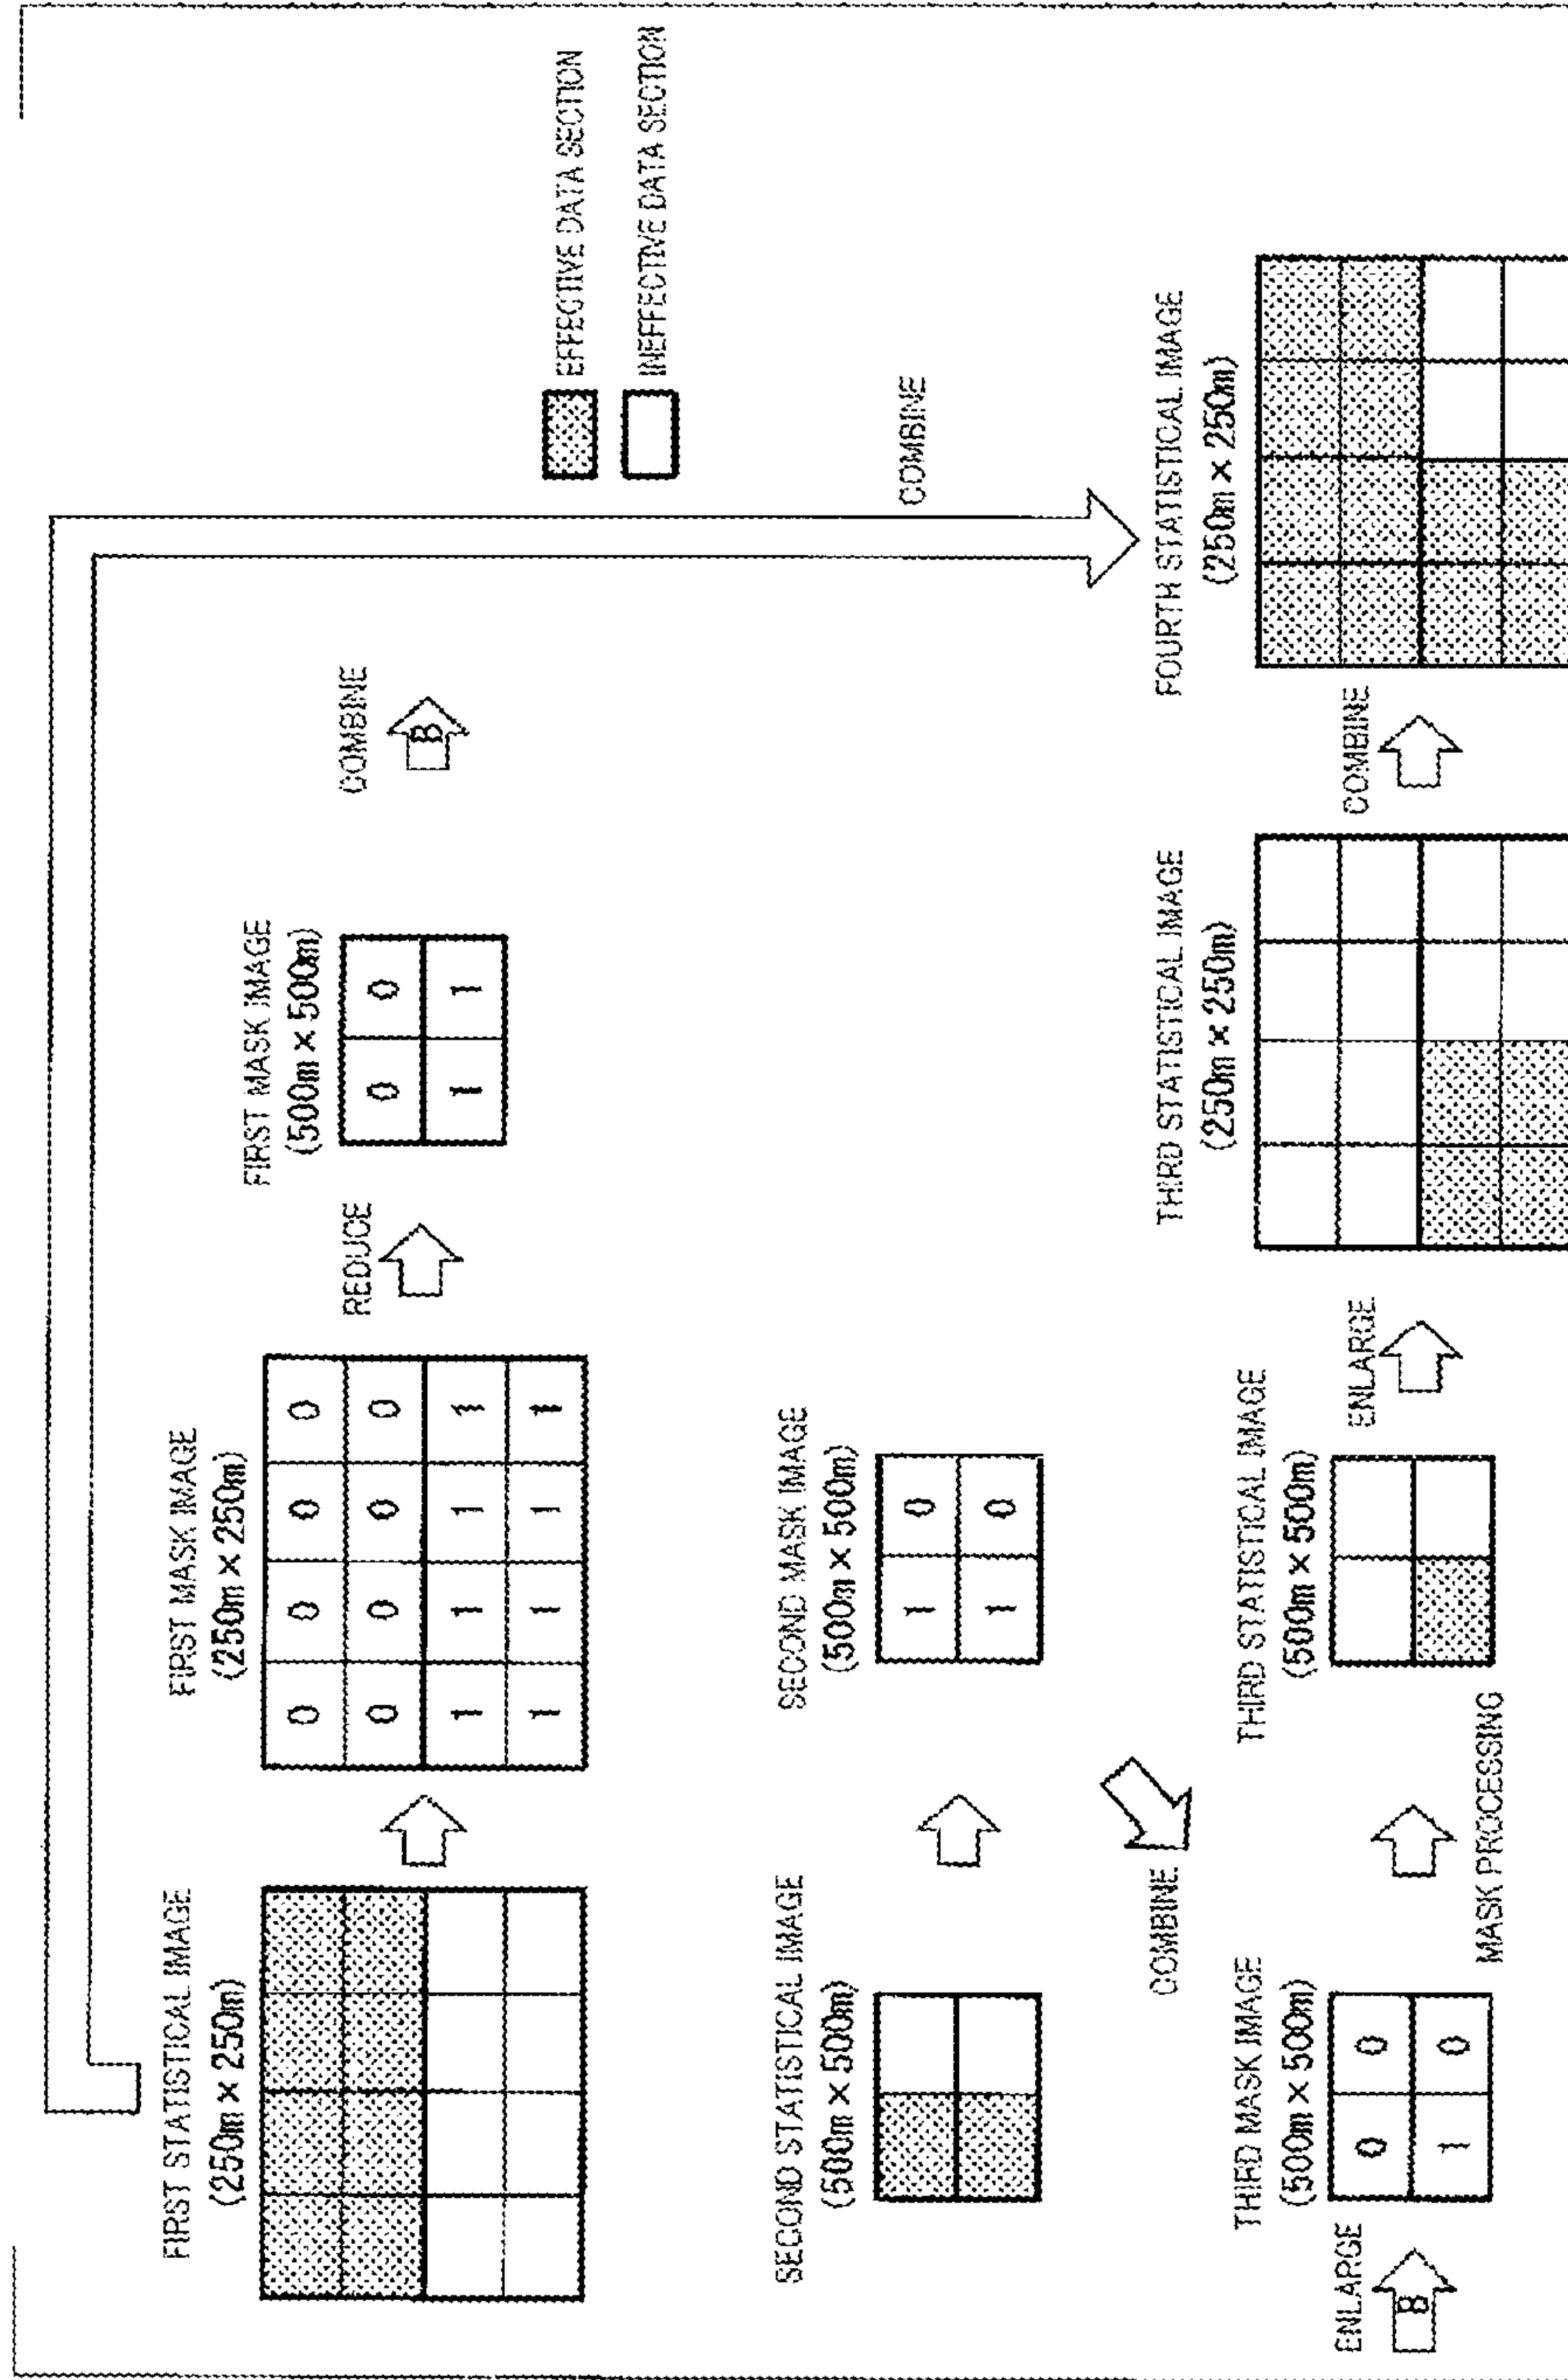 FIRST STATISTICAL IMAGE
(250m × 250m)
FIRST MASK IMAGE
(250m × 250m)
0 0 0 0
0 0 0 0
1 1 1 1
1 1 1 1
REDUCE
FIRST MASK IMAGE
(500m × 500m)
0 0
1 1
COMBINE
B
EFFECTIVE DATA SECTION
INEFFECTIVE DATA SECTION
SECOND STATISTICAL IMAGE
(500m × 500m)
SECOND MASK IMAGE
(500m × 500m)
1 0
1 0
COMBINE
COMBINE
ENLARGE
B
THIRD MASK IMAGE
(500m × 500m)
0 0
1 0
MASK PROCESSING
THIRD STATISTICAL IMAGE
(500m × 500m)
ENLARGE
THIRD STATISTICAL IMAGE
(250m × 250m)
COMBINE
FOURTH STATISTICAL IMAGE
(250m × 250m)